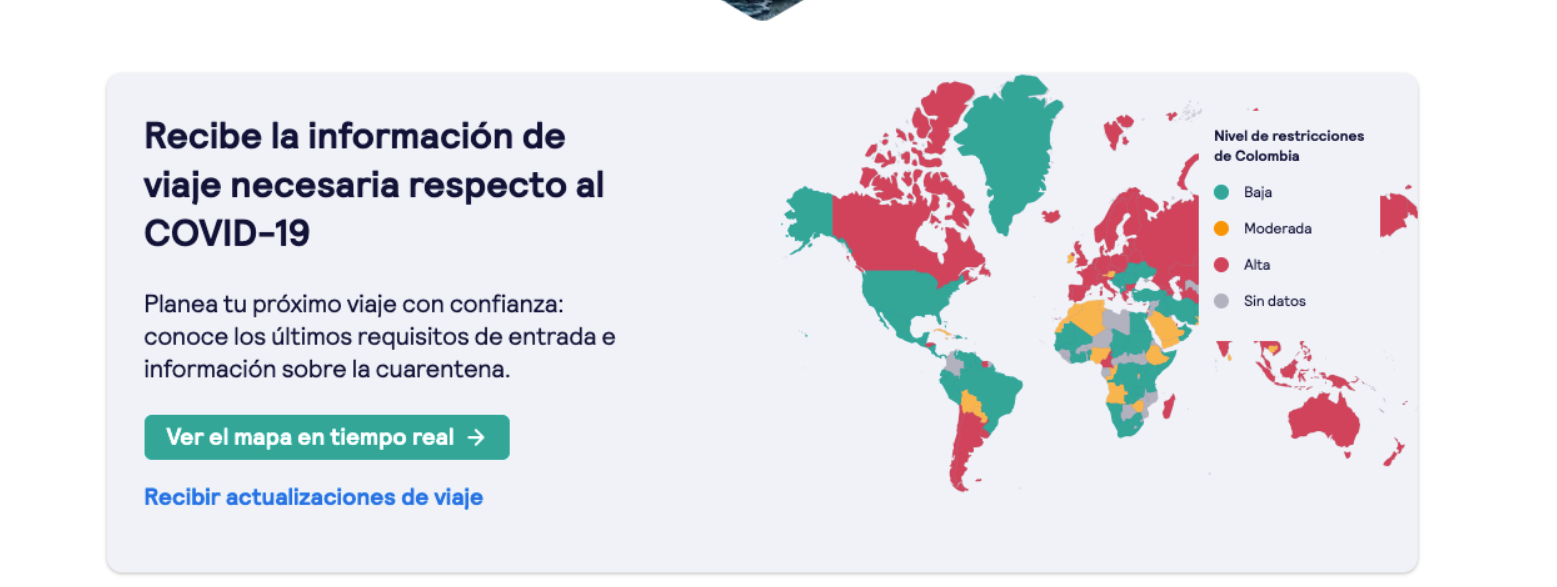 Recibe la información de
viaje necesaria respecto al
COVID-19
Planea tu próximo viaje con confianza:
conoce los últimos requisitos de entrada e
información sobre la cuarentena.
Ver el mapa en tiempo real →
Recibir actualizaciones de viaje
Nivel de restricciones
de Colombia
Baja
Moderada
Alta
Sin datos